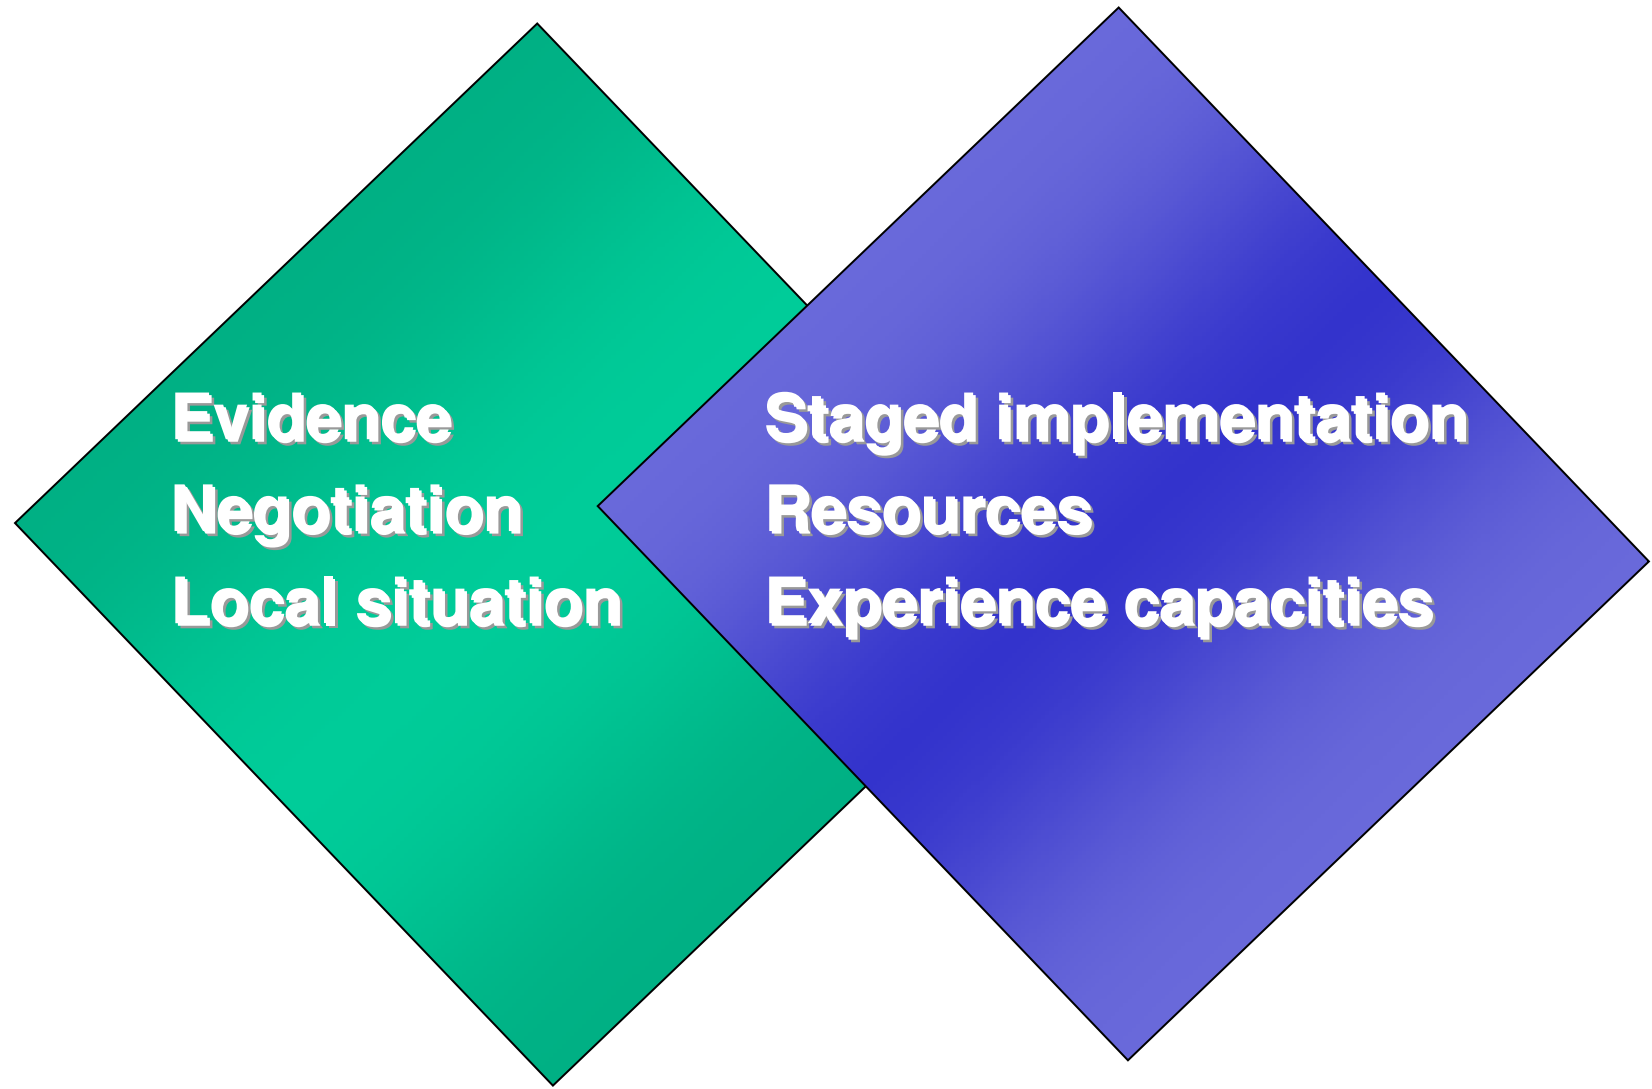 Evidence
Negotiation
Local situation
Staged implementation
Resources
Experience capacities